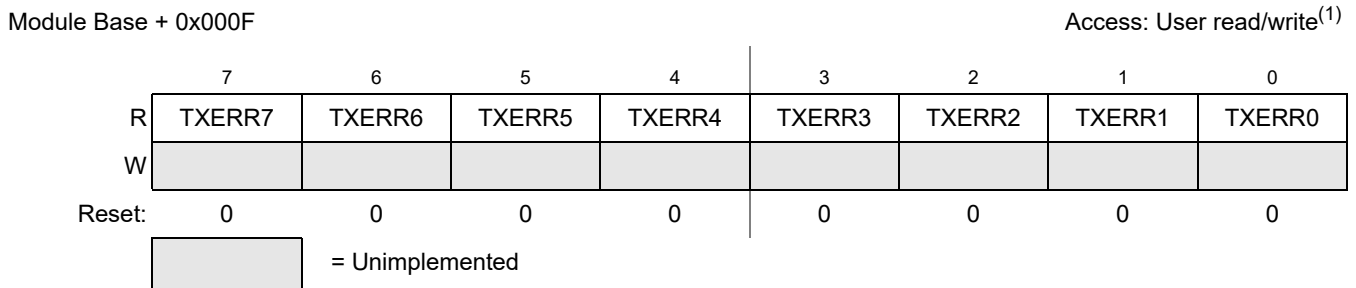 Module Base + 0x000F Access: User read/write(1)
7 6 5 4 3 2 1 0
R TXERR7 TXERR6 TXERR5 TXERR4 TXERR3 TXERR2 TXERR1 TXERR0
W
Reset: 0 0 0 0 0 0 0 0
= Unimplemented